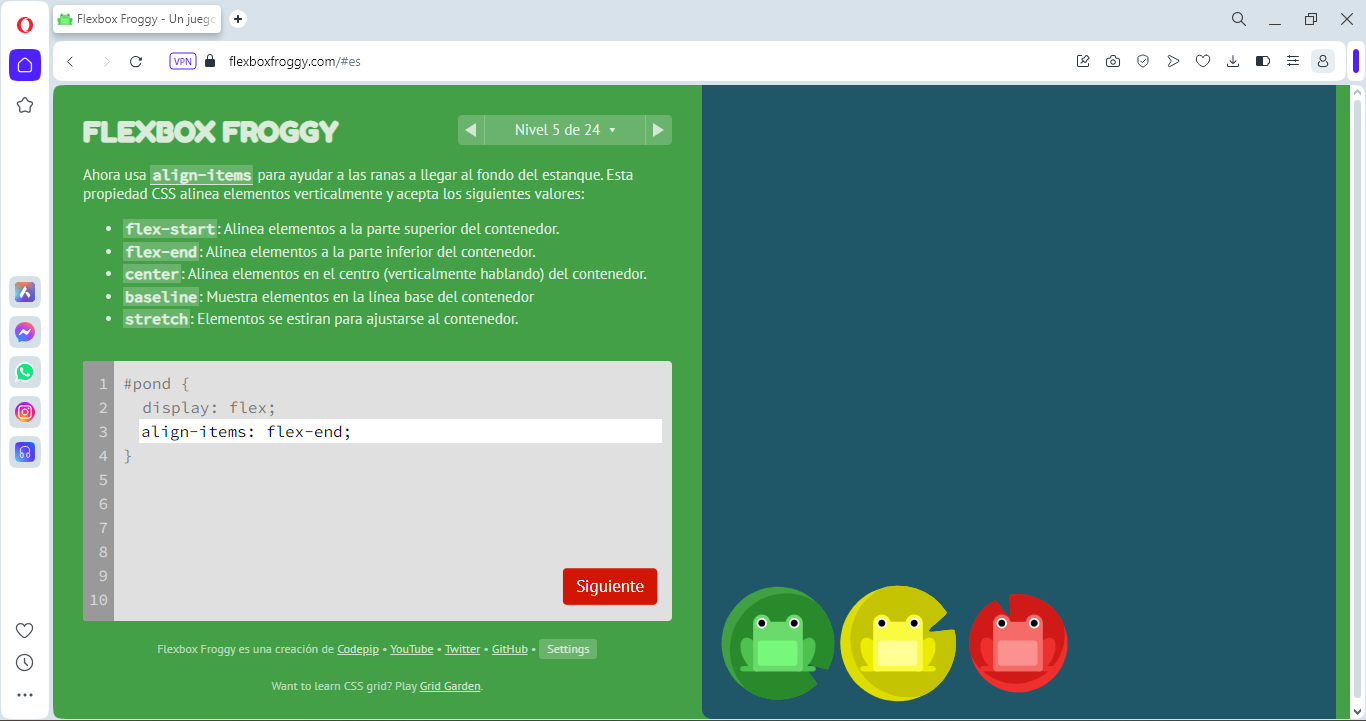 Flexbox Froggy - Un juego
VPN
flexboxfroggy.com/#es
FLEXBOX FROGGY
Nivel 5 de 24
Ahora usa align-items para ayudar a las ranas a llegar al fondo del estanque. Esta
propiedad CSS alinea elementos verticalmente y acepta los siguientes valores:
• flex-start: Alinea elementos a la parte superior del contenedor.
• flex-end: Alinea elementos a la parte inferior del contenedor.
• center: Alinea elementos en el centro (verticalmente hablando) del contenedor.
• baseline: Muestra elementos en la línea base del contenedor
• stretch: Elementos se estiran para ajustarse al contenedor.
1 #pond {
2 display: flex;
3 align-items: flex-end;
4 }
5
6
7
8
9
10
Siguiente
Flexbox Froggy es una creación de Codepip • YouTube • Twitter • GitHub • Settings
Want to learn CSS grid? Play Grid Garden.